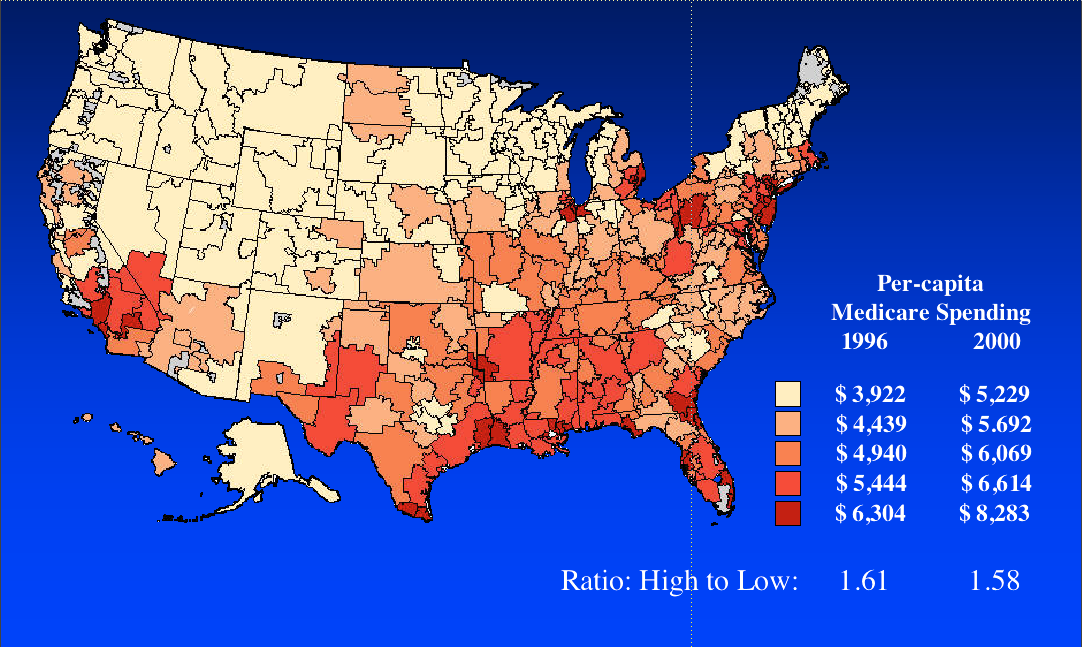 Per-capita
Medicare Spending
1996 2000
$ 3,922 $ 5,229
$ 4,439 $ 5.692
$ 4,940 $ 6,069
$ 5,444 $ 6,614
$ 6,304 $ 8,283
Ratio: High to Low: 1.61 1.58